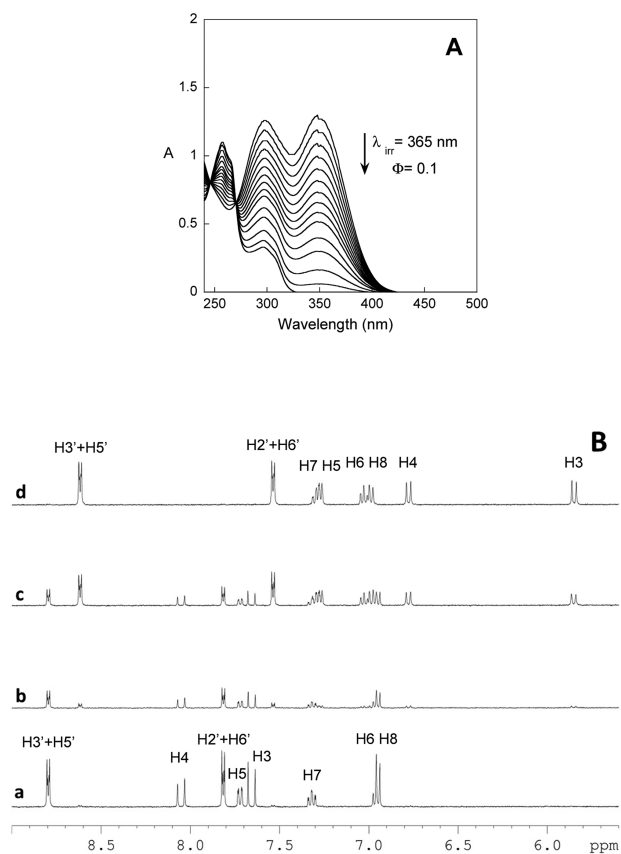 2
A
1.5
λ irr= 365 nm
A
1
Φ= 0.1
0.5
0
250 300 350 400 450 500
Wavelength (nm)
B
H3'+H5' H2'+H6' H7 H5 H6 H8 H4 H3
d
c
b
H3'+H5' H4 H2'+H6' H5 H3 H7 H6 H8
a
8.5 8.0 7.5 7.0 6.5 6.0 ppm